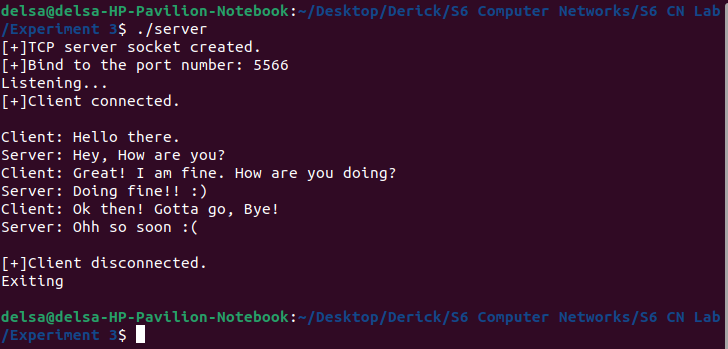 delsa@delsa-HP-Pavilion-Notebook:~/Desktop/Derick/S6 Computer Networks/S6 CN Lab
/Experiment 3$ ./server
[+]TCP server socket created.
[+]Bind to the port number: 5566
Listening...
[+]Client connected.
Client: Hello there.
Server: Hey, How are you?
Client: Great! I am fine. How are you doing?
Server: Doing fine!! :)
Client: Ok then! Gotta go, Bye!
Server: Ohh so soon :(
[+]Client disconnected.
Exiting
delsa@delsa-HP-Pavilion-Notebook:~/Desktop/Derick/S6 Computer Networks/S6 CN Lab
/Experiment 3$